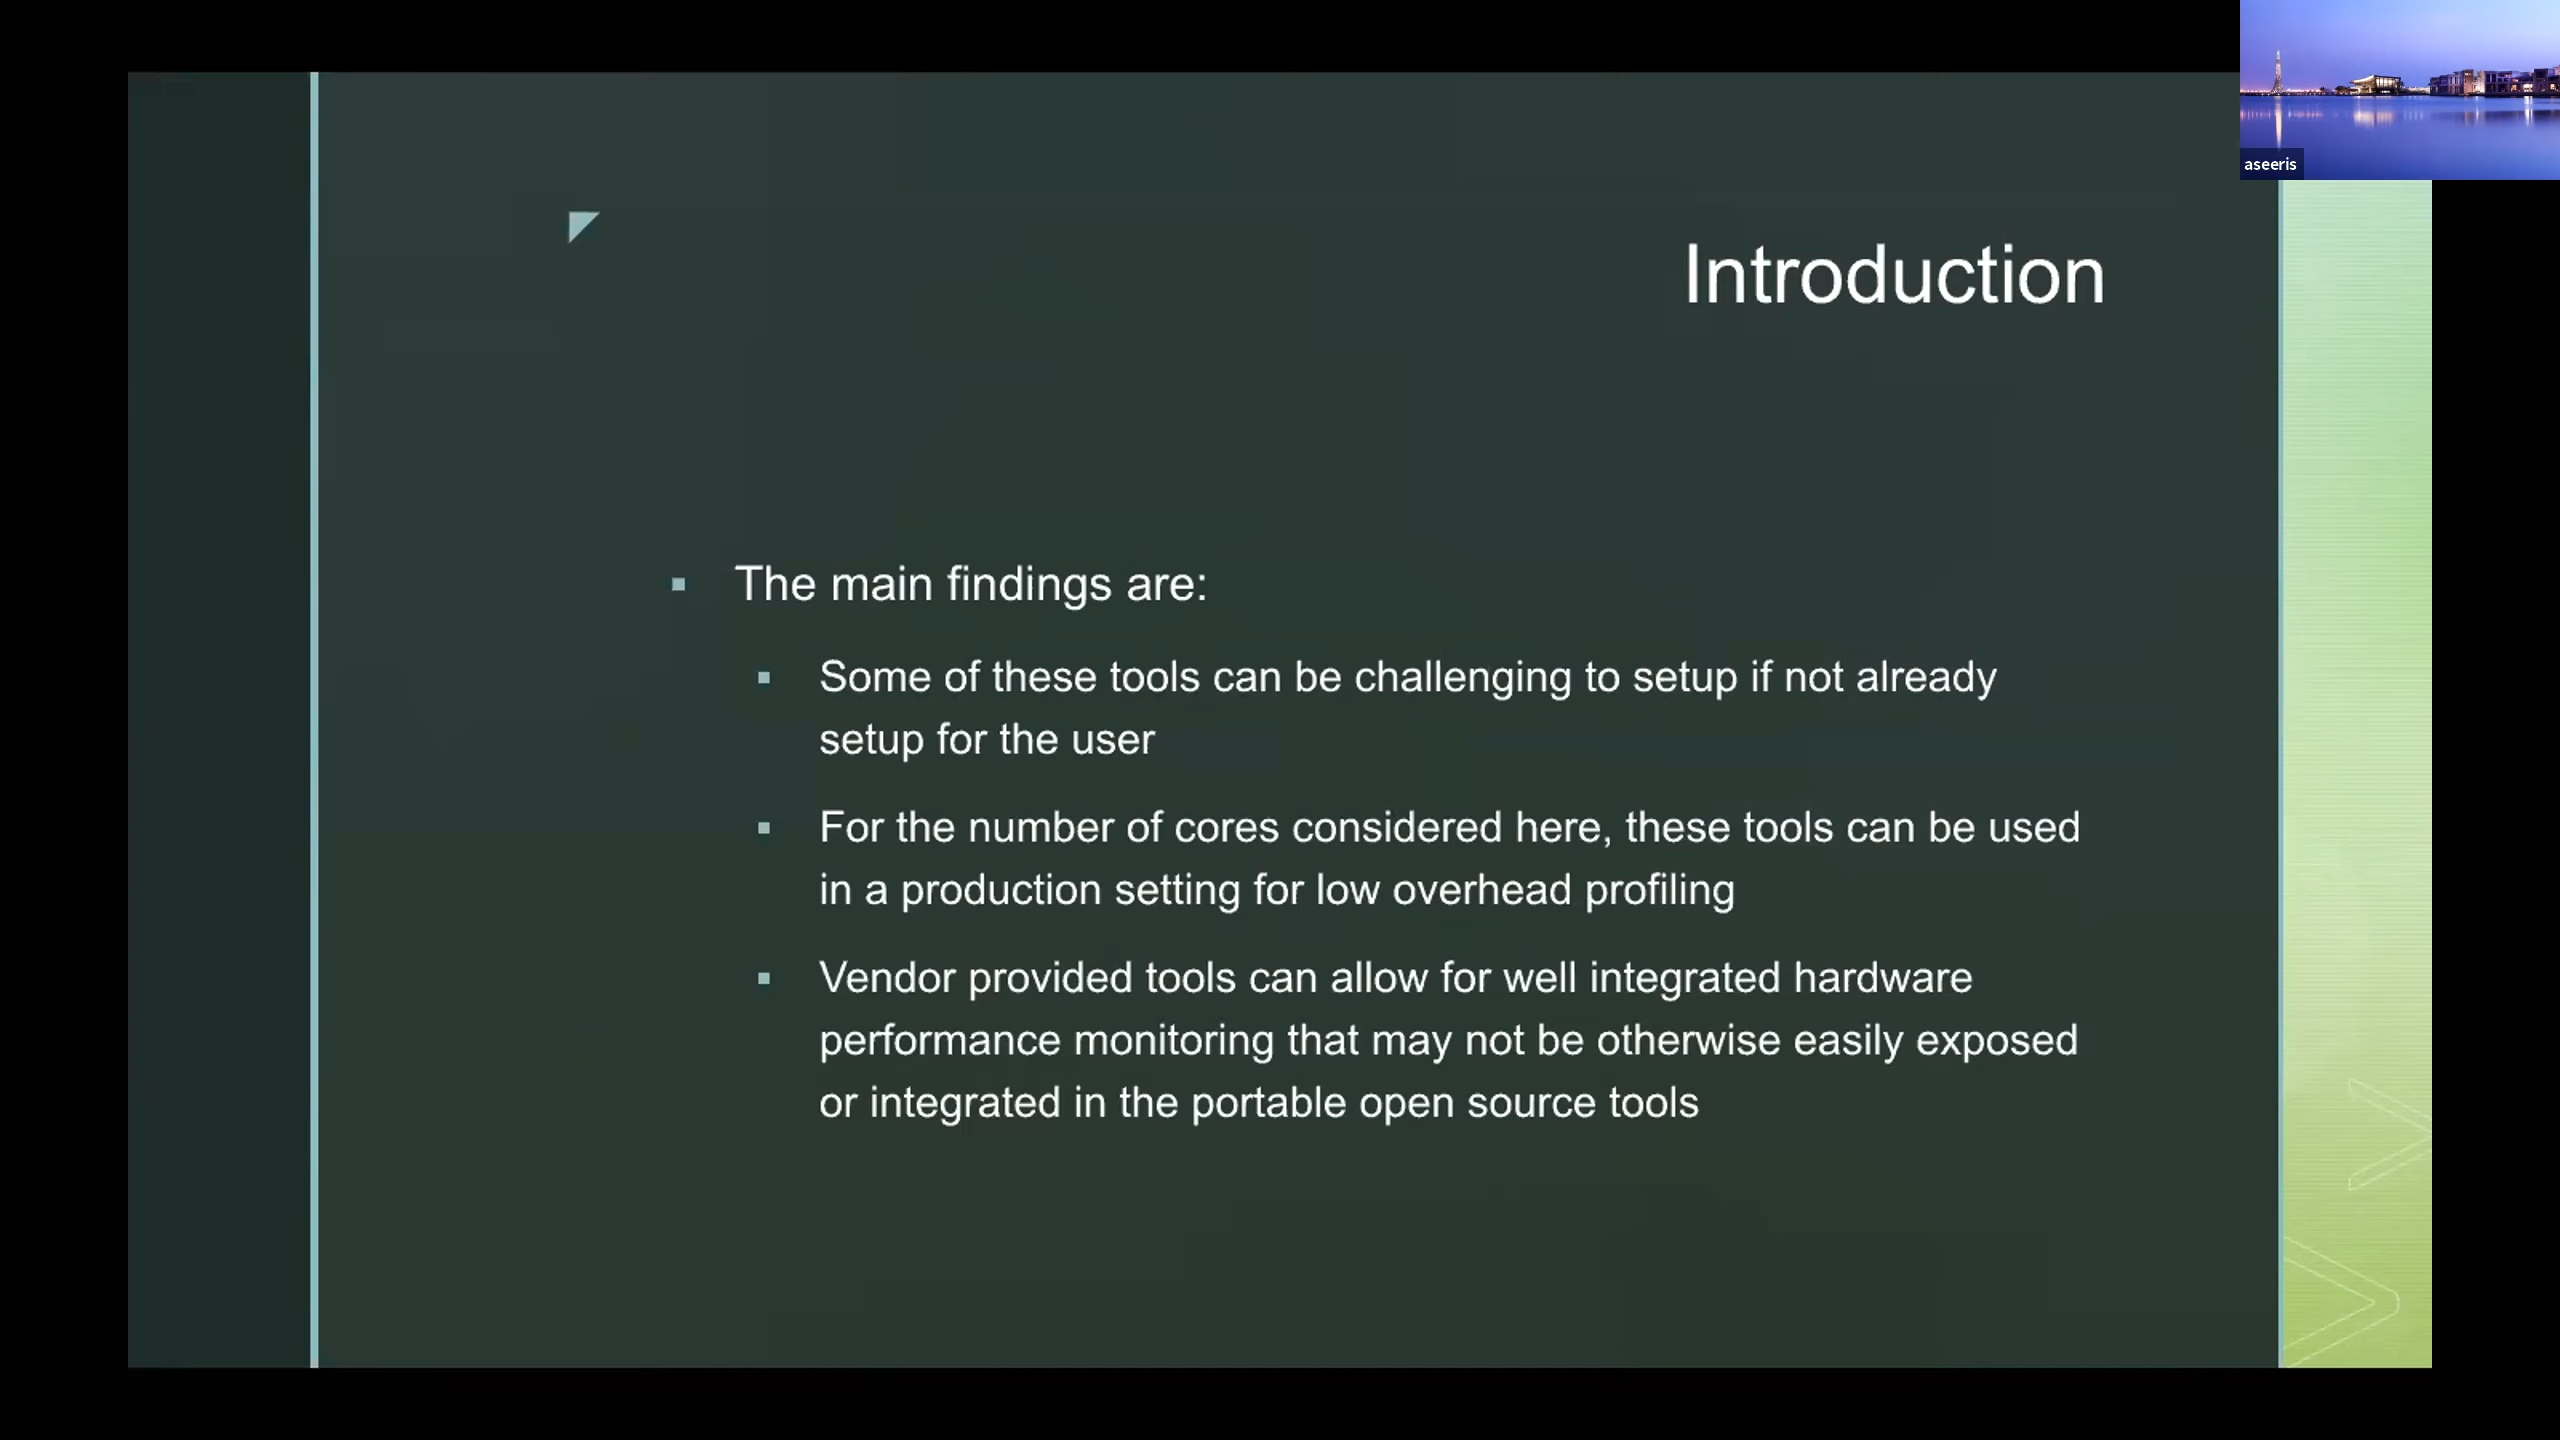 aseeris
Introduction
The main findings are:
Some of these tools can be challenging to setup if not already
setup for the user
For the number of cores considered here, these tools can be used
in a production setting for low overhead profiling
Vendor provided tools can allow for well integrated hardware
performance monitoring that may not be otherwise easily exposed
or integrated in the portable open source tools